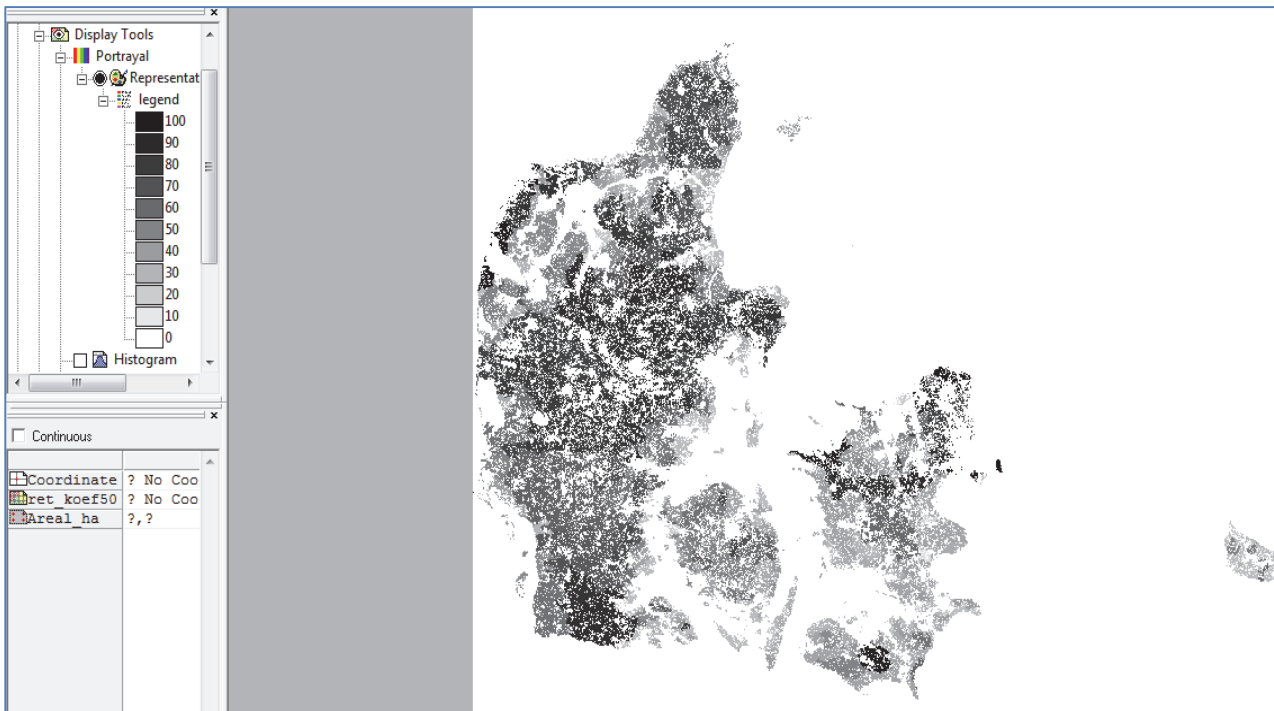 Display Tools
Portrayal
Representat
legend
100
90
80
70
60
50
40
30
20
10
0
Histogram
Continuous
Coordinate ? No Coo
ret_koef50 ? No Coo
Areal_ha ?,?